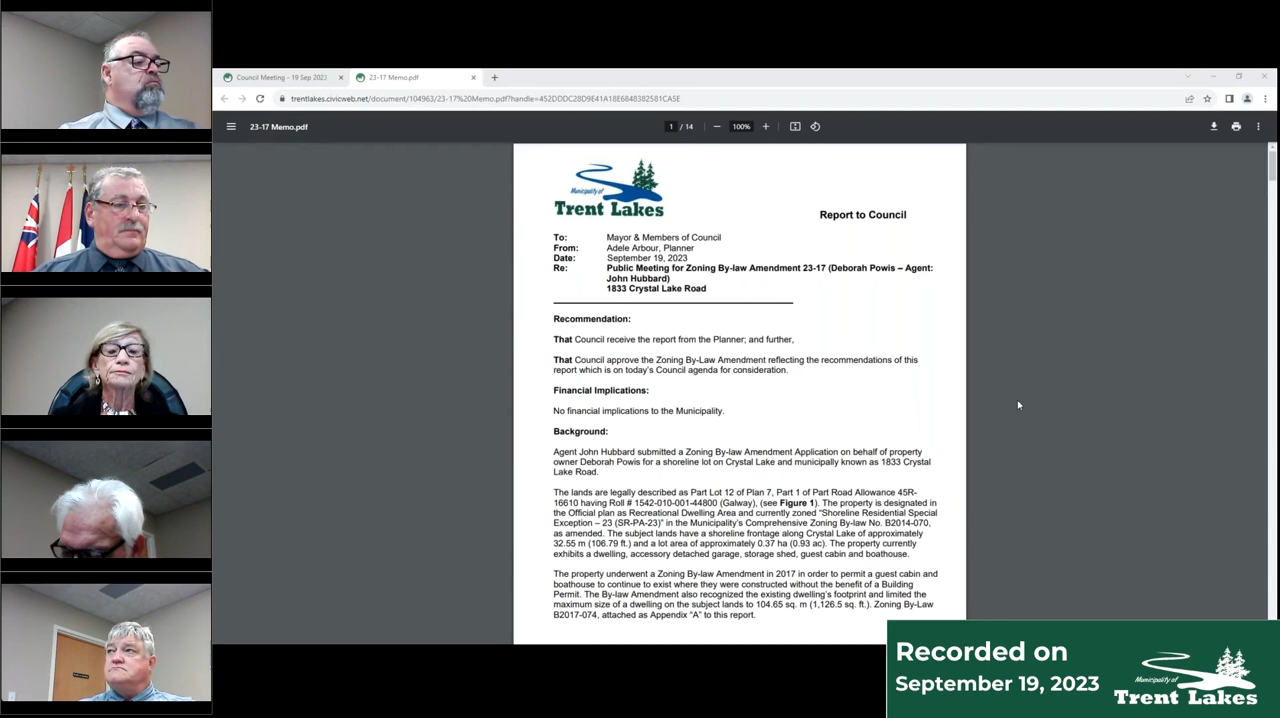 Council Meeting - 19 Sep 2023
23-17 Memo.pdf
trentlakes.civicweb.net/document/104963/23-17%20Memo.pdf?handle=452DDDC28D9E41A18E6848382581CA5E
23-17 Memo.pdf
1 / 14
100%
Municipality of
Trent Lakes
Report to Council
To: Mayor & Members of Council
From: Adele Arbour, Planner
Date: September 19, 2023
Re: Public Meeting for Zoning By-law Amendment 23-17 (Deborah Powis – Agent:
John Hubbard)
1833 Crystal Lake Road
Recommendation:
That Council receive the report from the Planner; and further,
That Council approve the Zoning By-Law Amendment reflecting the recommendations of this
report which is on today's Council agenda for consideration.
Financial Implications:
No financial implications to the Municipality.
Background:
Agent John Hubbard submitted a Zoning By-law Amendment Application on behalf of property
owner Deborah Powis for a shoreline lot on Crystal Lake and municipally known as 1833 Crystal
Lake Road.
The lands are legally described as Part Lot 12 of Plan 7, Part 1 of Part Road Allowance 45R-
16610 having Roll # 1542-010-001-44800 (Galway), (see Figure 1). The property is designated in
the Official plan as Recreational Dwelling Area and currently zoned "Shoreline Residential Special
Exception – 23 (SR-PA-23)" in the Municipality's Comprehensive Zoning By-law No. B2014-070,
as amended. The subject lands have a shoreline frontage along Crystal Lake of approximately
32.55 m (106.79 ft.) and a lot area of approximately 0.37 ha (0.93 ac). The property currently
exhibits a dwelling, accessory detached garage, storage shed, guest cabin and boathouse.
The property underwent a Zoning By-law Amendment in 2017 in order to permit a guest cabin and
boathouse to continue to exist where they were constructed without the benefit of a Building
Permit. The By-law Amendment also recognized the existing dwelling's footprint and limited the
maximum size of a dwelling on the subject lands to 104.65 sq. m (1,126.5 sq. ft.). Zoning By-Law
B2017-074, attached as Appendix "A" to this report.
Recorded on
September 19, 2023
Municipality of
Trent Lakes